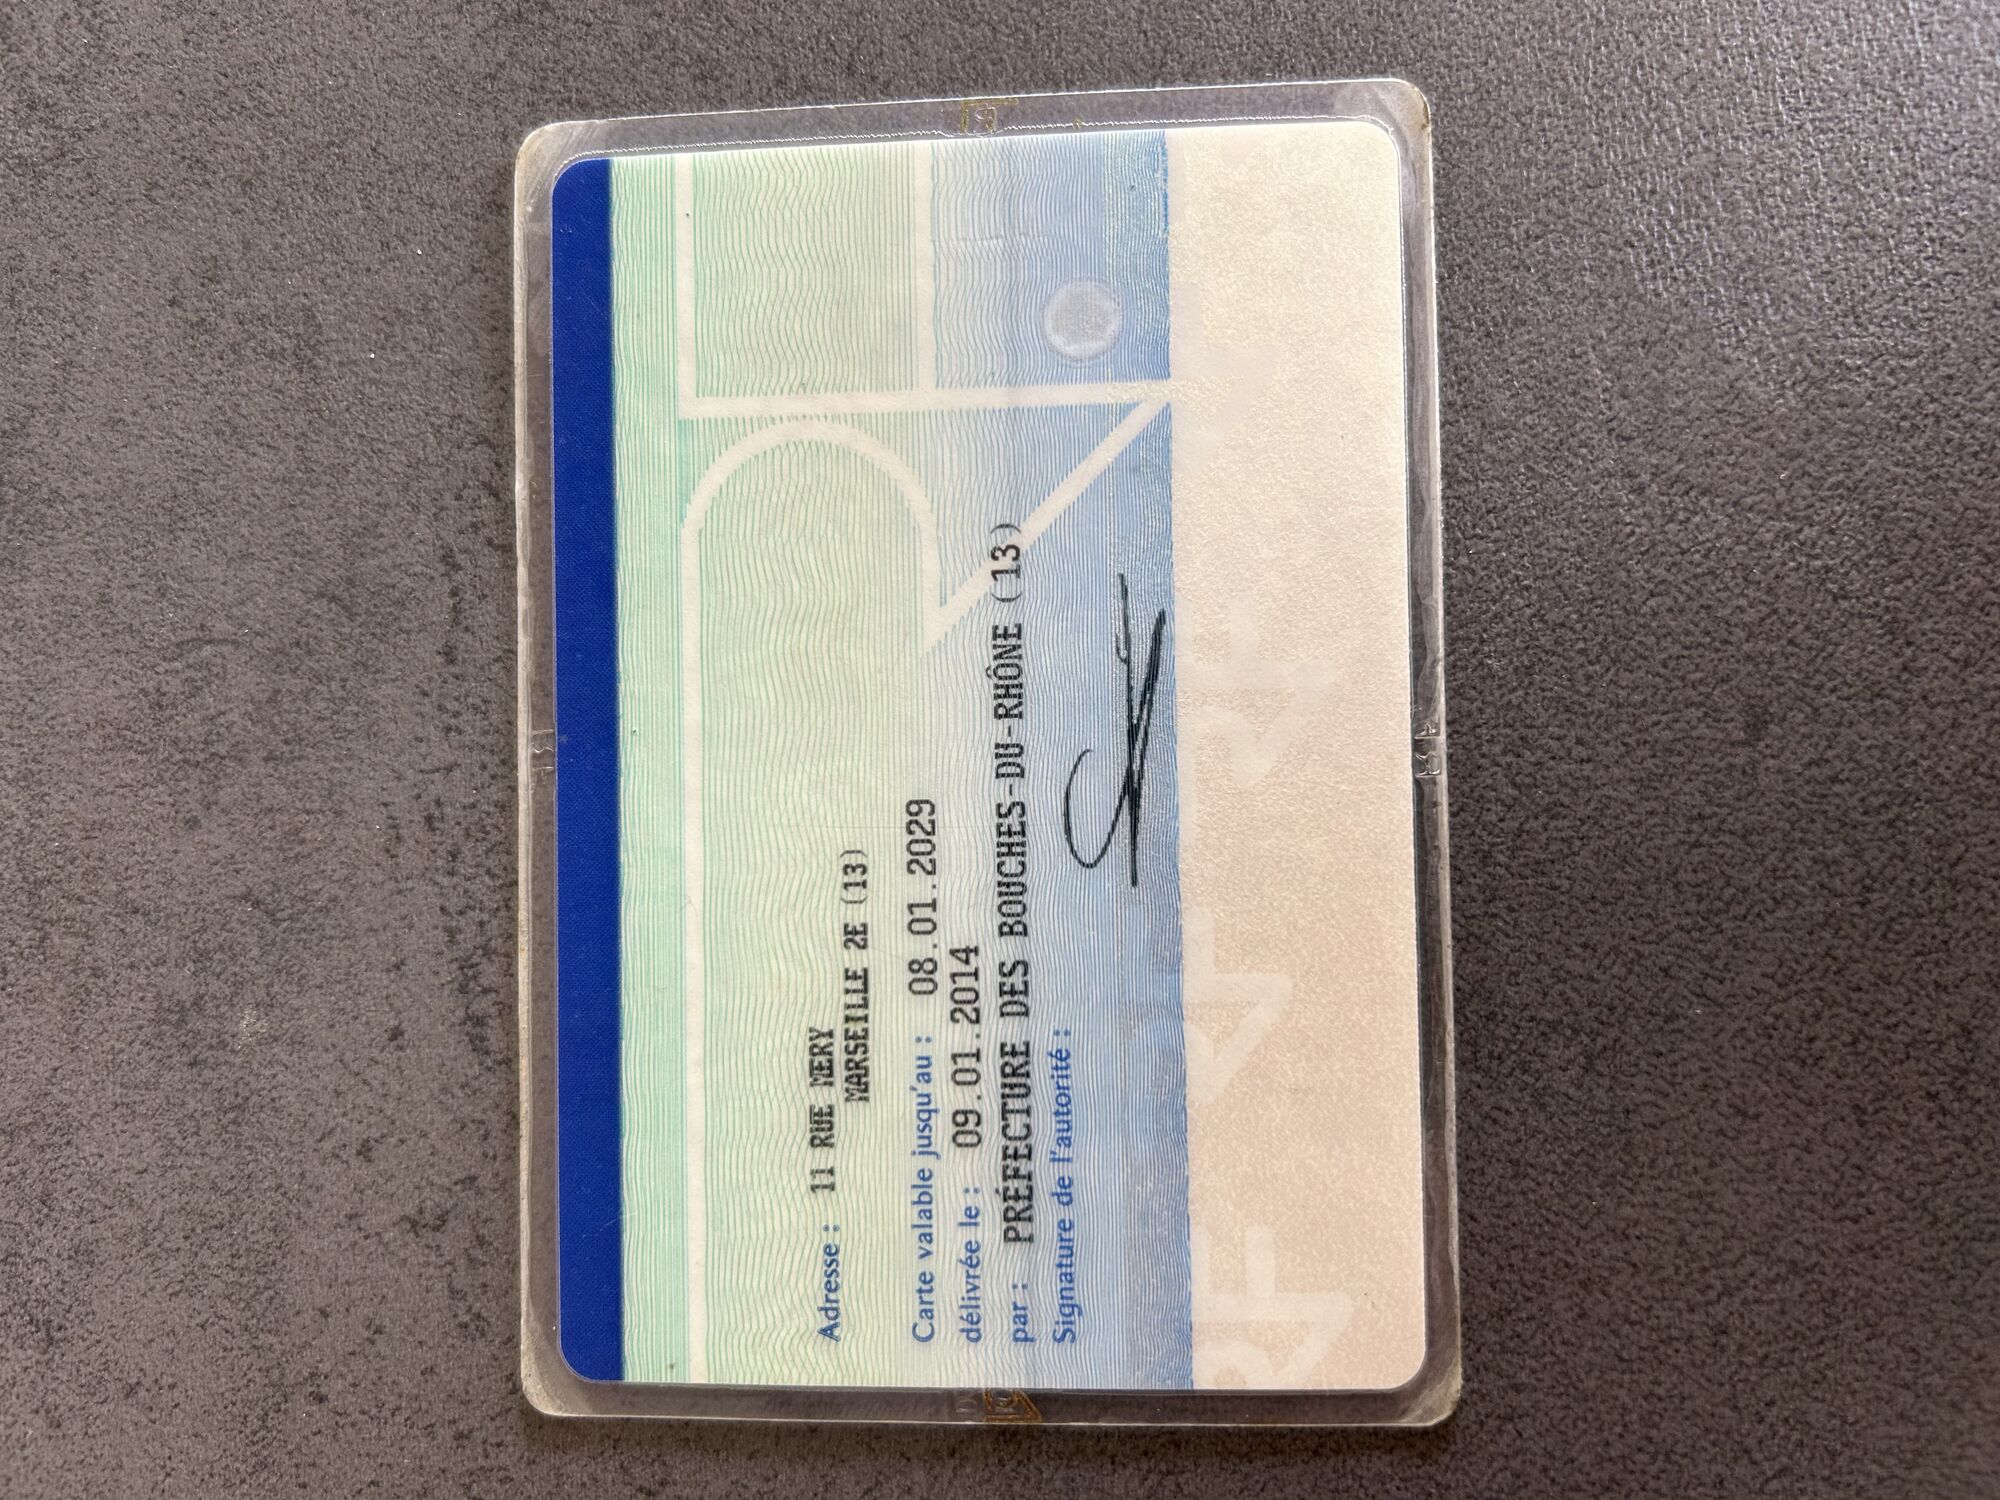 Adresse : 11 RUE MERY
MARSEILLE 2E (13)
Carte valable jusqu'au : 08.01.2029
délivrée le : 09.01.2014
par : PRÉFECTURE DES BOUCHES-DU-RHÔNE (13)
Signature de l'autorité :
RF